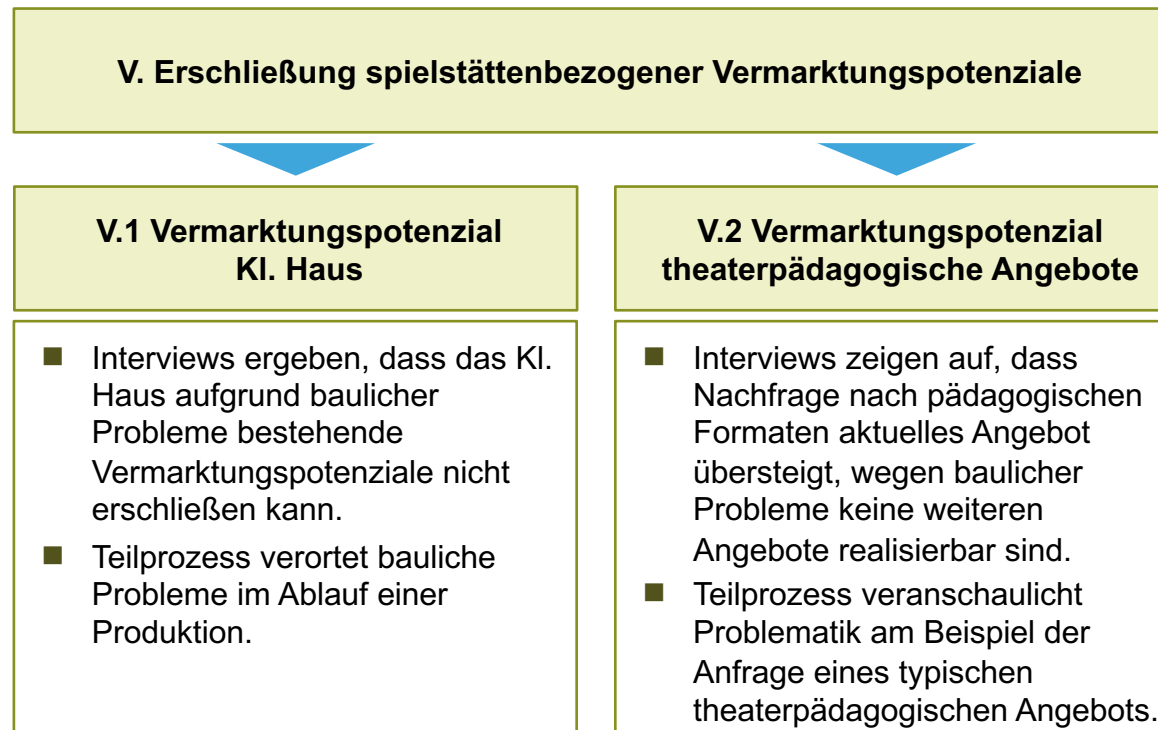 V. Erschließung spielstättenbezogener Vermarktungspotenziale
V.1 Vermarktungspotenzial
Kl. Haus
Interviews ergeben, dass das Kl.
Haus aufgrund baulicher
Probleme bestehende
Vermarktungspotenziale nicht
erschließen kann.
Teilprozess verortet bauliche
Probleme im Ablauf einer
Produktion.
V.2 Vermarktungspotenzial
theaterpädagogische Angebote
Interviews zeigen auf, dass
Nachfrage nach pädagogischen
Formaten aktuelles Angebot
übersteigt, wegen baulicher
Probleme keine weiteren
Angebote realisierbar sind.
Teilprozess veranschaulicht
Problematik am Beispiel der
Anfrage eines typischen
theaterpädagogischen Angebots.